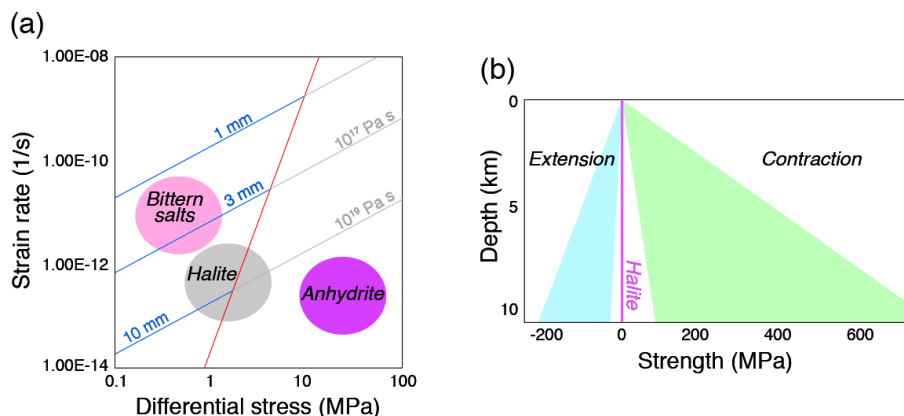 (a)
1.00E-08
1.00E-10
1.00E-12
1.00E-14
Strain rate (1/s)
1 mm
3 mm
10 mm
10¹⁷ Pa s
10¹⁹ Pa s
Bittern
salts
Halite
Anhydrite
0.1
1
10
100
Differential stress (MPa)
(b)
0
5
10
Depth (km)
Extension
Contraction
Halite
-200
0
200
400
600
Strength (MPa)